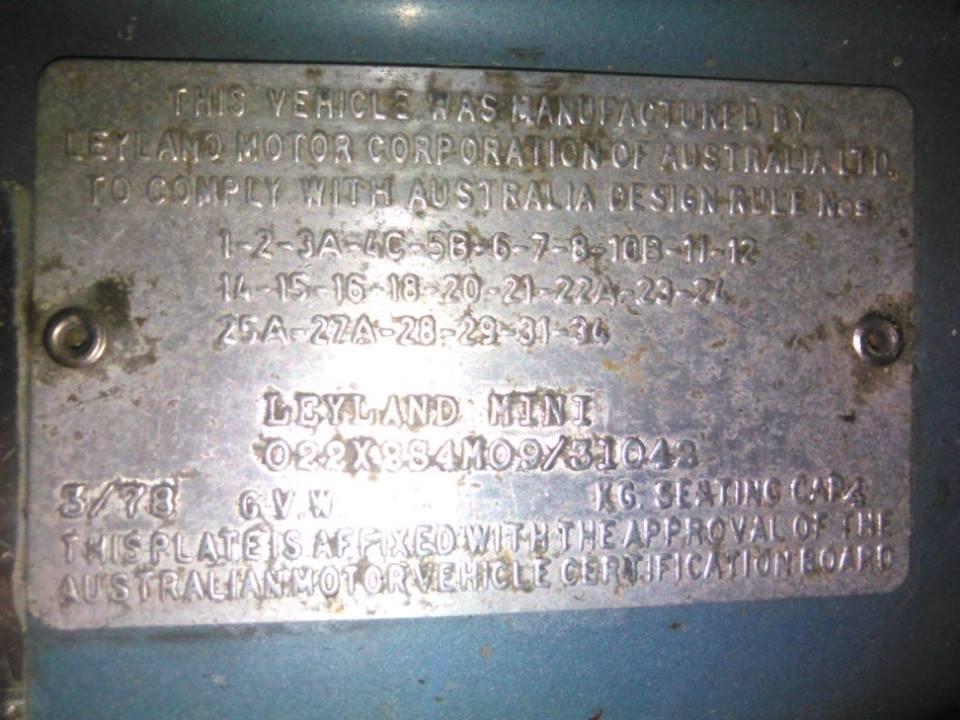 THIS VEHICLE WAS MANUFACTURED BY
LEYLAND MOTOR CORPORATION OF AUSTRALIA LTD.
TO COMPLY WITH AUSTRALIA DESIGN RULE Nos.
1-2-3A-4C-5B-6-7-8-10B-11-12
14-15-16-18-20-21-22A-23-24
25A-27A-28-29-31-34
LEYLAND MINI
022X8S4M09/31048
3/78 G.V.W KG. SEATING CAP 4
THIS PLATE IS AFFIXED WITH THE APPROVAL OF THE
AUSTRALIAN MOTOR VEHICLE CERTIFICATION BOARD